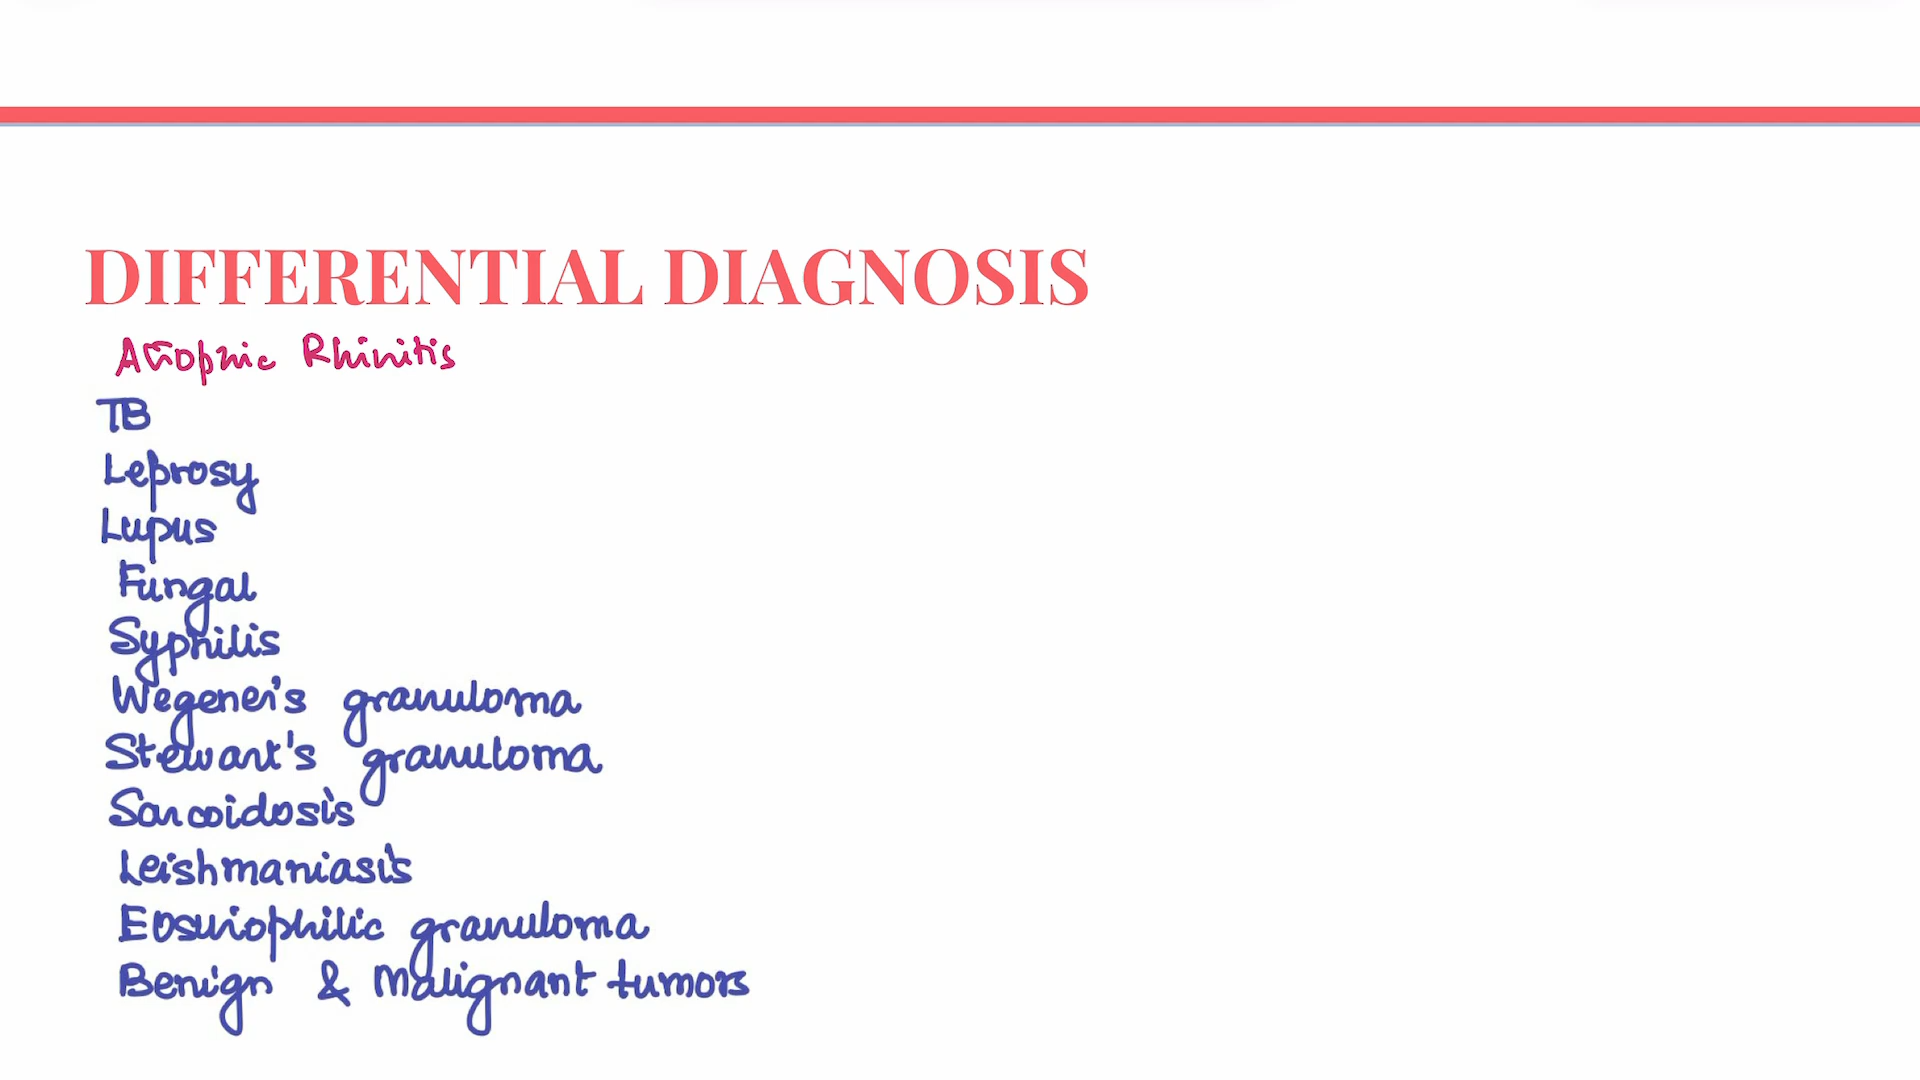 DIFFERENTIAL DIAGNOSIS
Atrophic Rhinitis
TB
Leprosy
Lupus
Fungal
Syphilis
Wegener's granuloma
Stewart's granuloma
Sarcoidosis
Leishmaniasis
Eosiniophilic granuloma
Benign & Malignant tumors